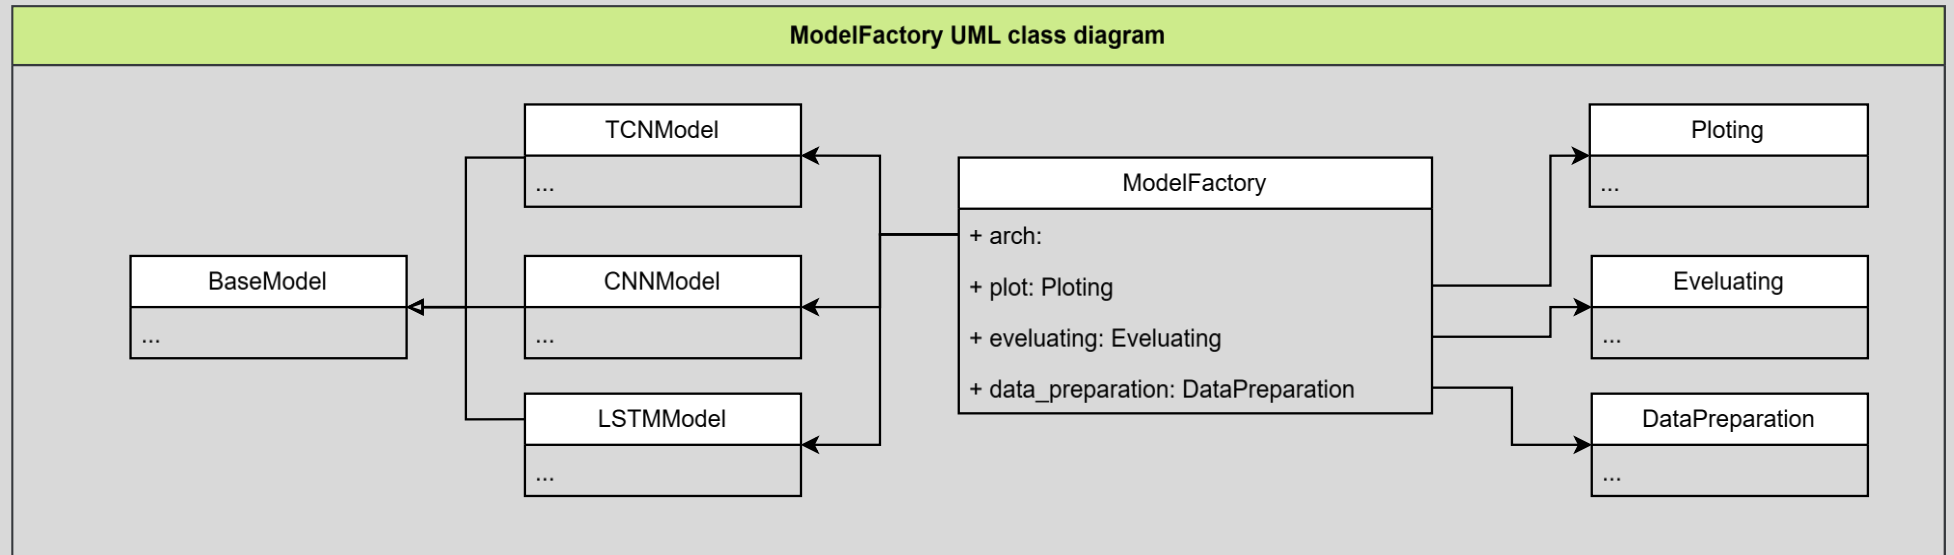 ModelFactory UML class diagram
TCNModel
...
BaseModel
...
CNNModel
...
LSTMModel
...
ModelFactory
+ arch:
+ plot: Ploting
+ eveluating: Eveluating
+ data_preparation: DataPreparation
Ploting
...
Eveluating
...
DataPreparation
...